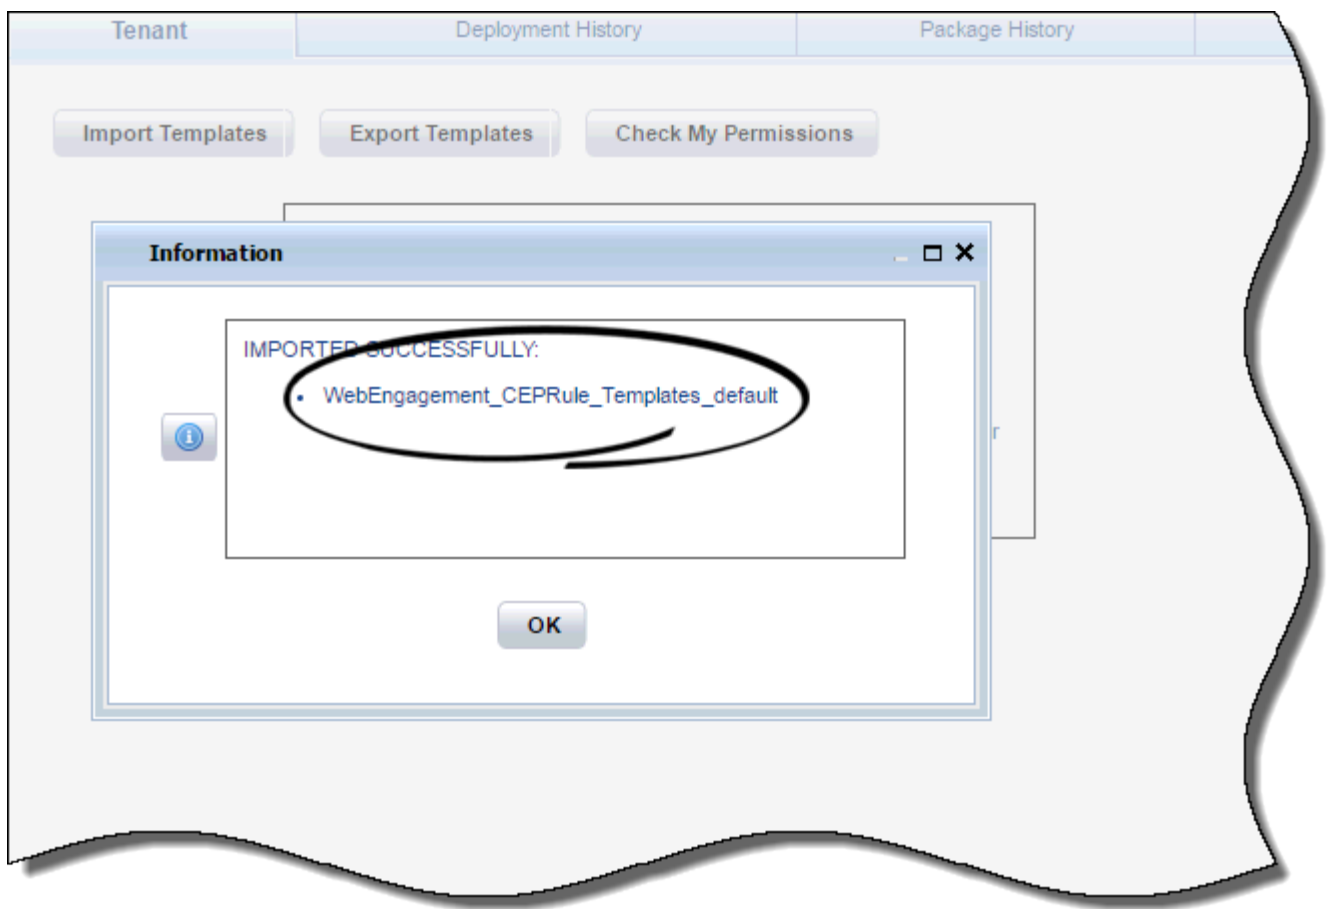 Tenant
Deployment History
Package History
Import Templates
Export Templates
Check My Permissions
Information
IMPORTED SUCCESSFULLY:
• WebEngagement_CEPRule_Templates_default
r
OK